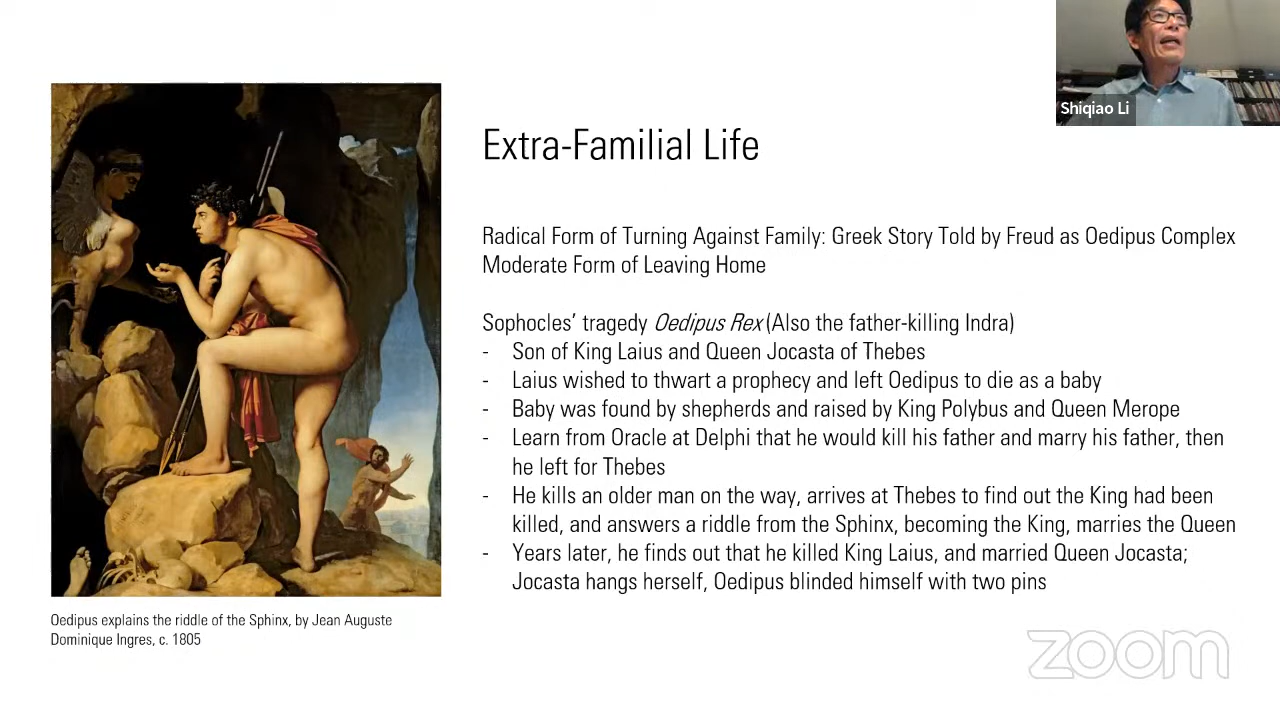 Shiqiao Li
Extra-Familial Life
Radical Form of Turning Against Family: Greek Story Told by Freud as Oedipus Complex
Moderate Form of Leaving Home
Sophocles’ tragedy Oedipus Rex (Also the father-killing Indra)
- Son of King Laius and Queen Jocasta of Thebes
- Laius wished to thwart a prophecy and left Oedipus to die as a baby
- Baby was found by shepherds and raised by King Polybus and Queen Merope
- Learn from Oracle at Delphi that he would kill his father and marry his father, then
he left for Thebes
- He kills an older man on the way, arrives at Thebes to find out the King had been
killed, and answers a riddle from the Sphinx, becoming the King, marries the Queen
- Years later, he finds out that he killed King Laius, and married Queen Jocasta;
Jocasta hangs herself, Oedipus blinded himself with two pins
Oedipus explains the riddle of the Sphinx, by Jean Auguste
Dominique Ingres, c. 1805
zoom